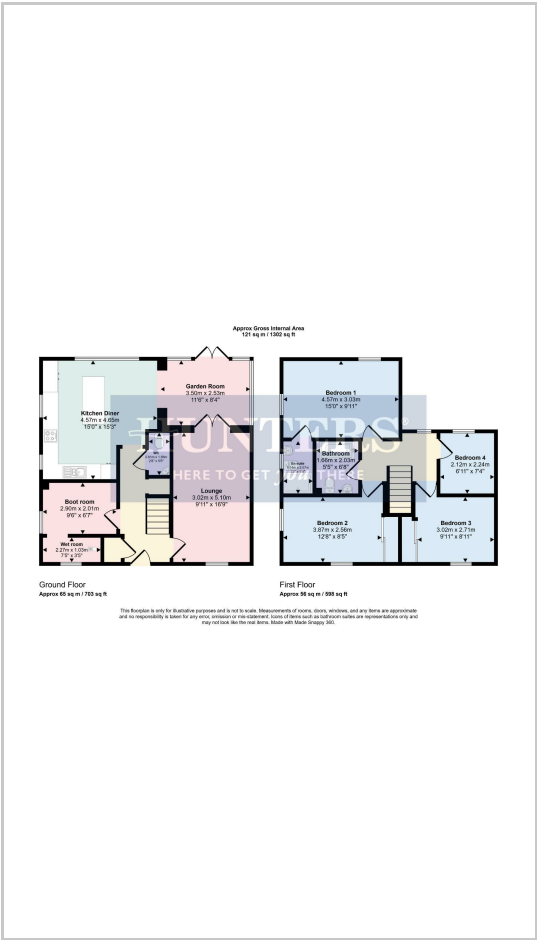 Approx Gross Internal Area
121 sq m / 1302 sq ft
Garden Room
3.50m x 2.53m
11'6" x 8'4"
Kitchen Diner
4.57m x 4.65m
15'0" x 15'3"
Boot room
2.90m x 2.01m
9'6" x 6'7"
Wet room
2.27m x 1.03m
7'5" x 3'5"
Lounge
3.02m x 5.10m
9'11" x 16'9"
Bedroom 1
4.57m x 3.03m
15'0" x 9'11"
En-suite
Bathroom
1.66m x 2.03m
5'5" x 6'8"
Bedroom 4
2.12m x 2.24m
6'11" x 7'4"
Bedroom 2
3.87m x 2.56m
12'8" x 8'5"
Bedroom 3
3.02m x 2.71m
9'11" x 8'11"
HUNTERS®
HERE TO GET you THERE
Ground Floor
Approx 65 sq m / 703 sq ft
First Floor
Approx 56 sq m / 598 sq ft
This floorplan is only for illustrative purposes and is not to scale. Measurements of rooms, doors, windows, and any items are approximate
and no responsibility is taken for any error, omission or mis-statement. Icons of items such as bathroom suites are representations only and
may not look like the real items. Made with Made Snappy 360.